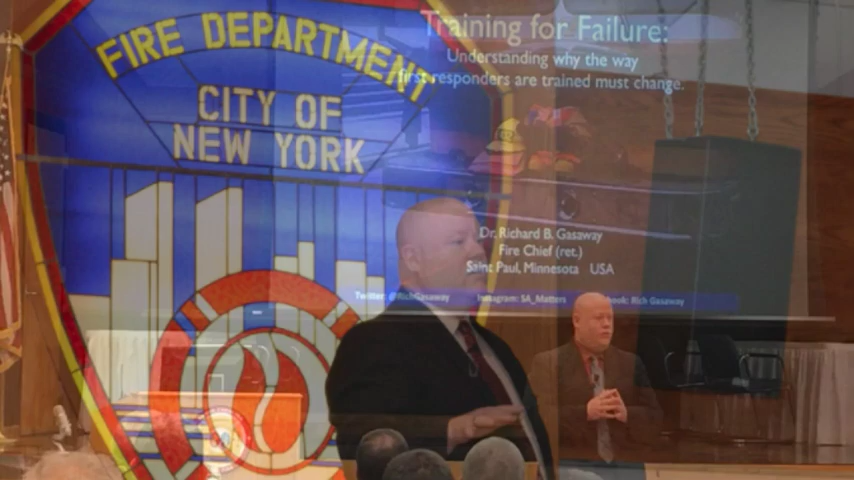 FIRE DEPARTMENT
CITY OF
NEW YORK
Training for Failure:
Understanding why the way
first responders are trained must change.
Dr. Richard B. Gasaway
Fire Chief (ret.)
Saint Paul, Minnesota USA
Twitter: @RichGasaway Instagram: SA_Matters Rich Gasaway